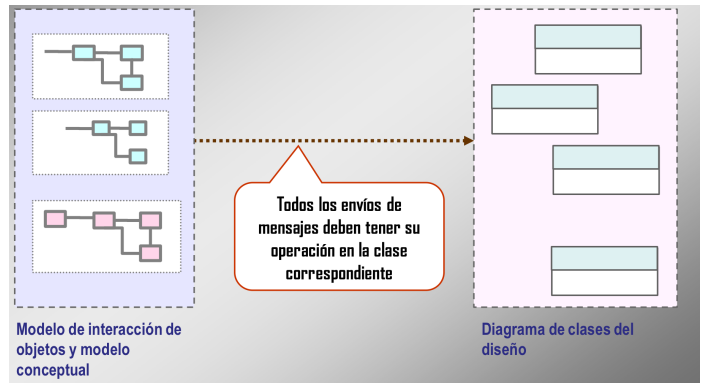 Todos los envíos de
mensajes deben tener su
operación en la clase
correspondiente
Modelo de interacción de
objetos y modelo
conceptual
Diagrama de clases del
diseño